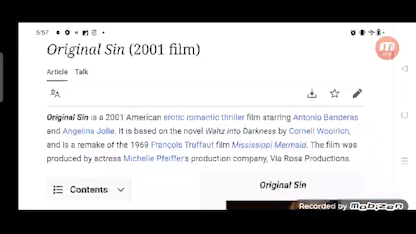 5:57
Original Sin (2001 film)
Article Talk
Original Sin is a 2001 American erotic romantic thriller film starring Antonio Banderas
and Angelina Jolie. It is based on the novel Waltz into Darkness by Cornell Woolrich,
and is a remake of the 1969 François Truffaut film Mississippi Mermaid. The film was
produced by actress Michelle Pfeiffer's production company, Via Rosa Productions.
Contents
Original Sin
Recorded by Mobizen